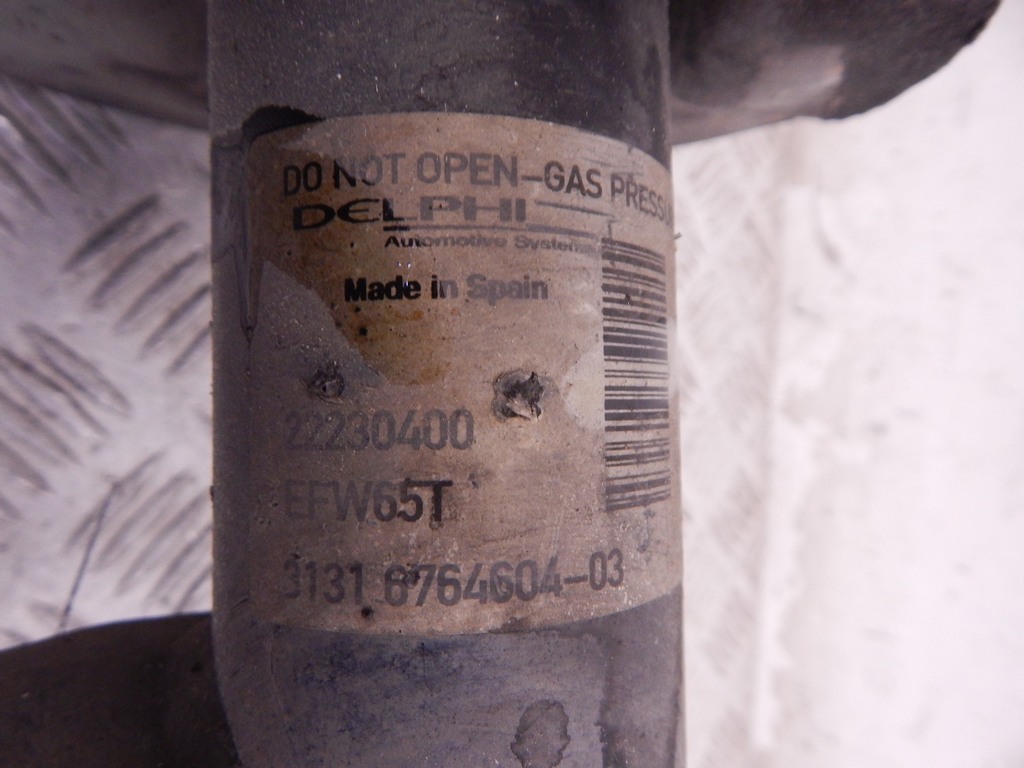 DO NOT OPEN-GAS PRESSU
DELPHI
Automotive Systems
Made in Spain
22230400
EFW65T
3131 6764604-03